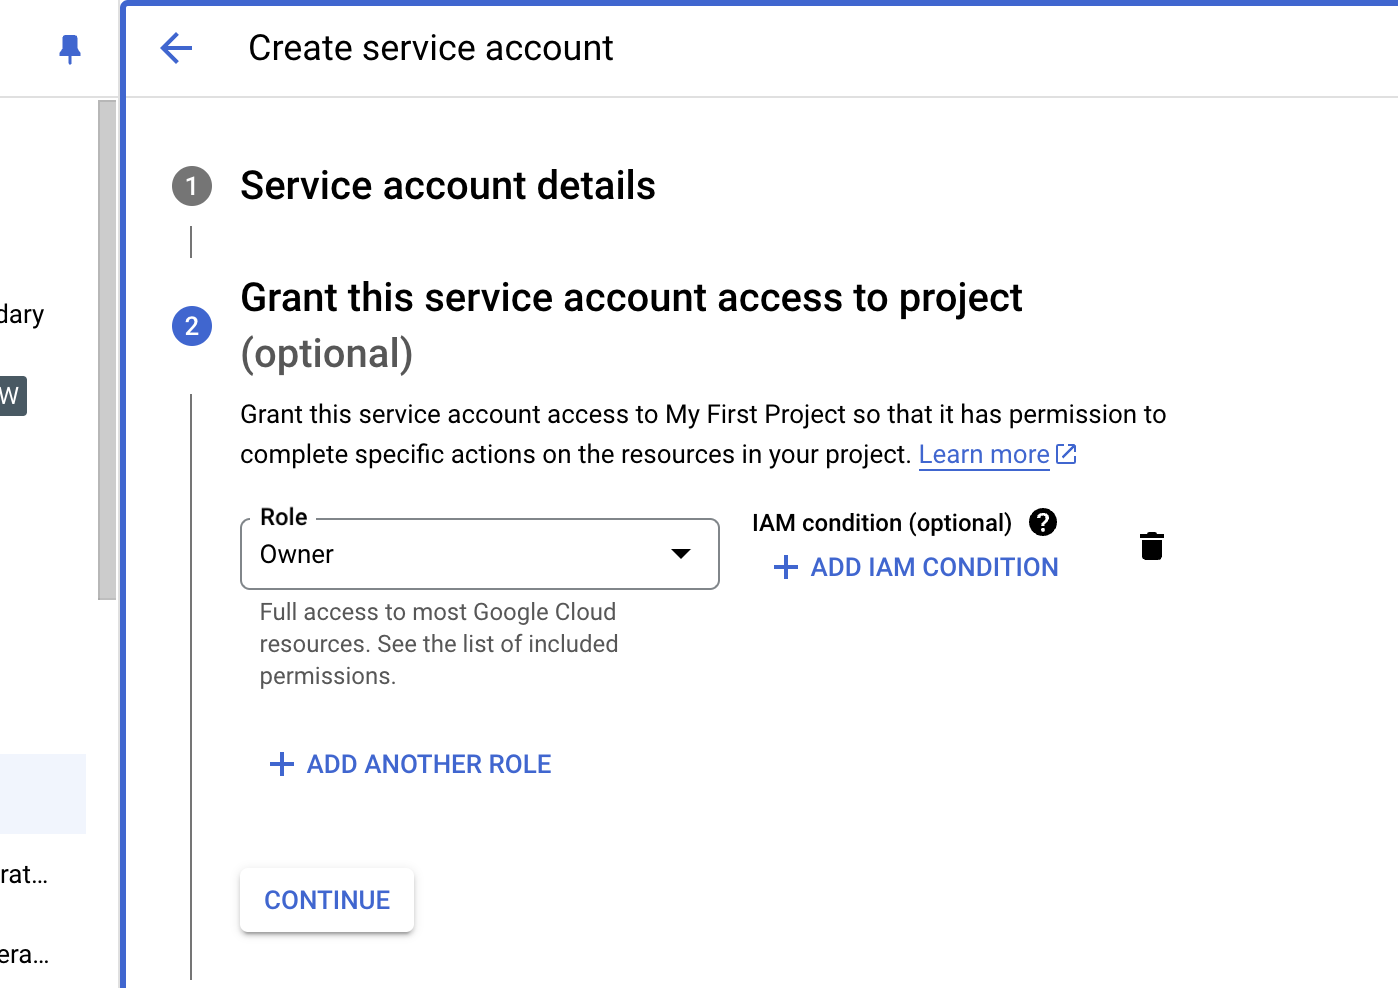 Create service account
1 Service account details
2 Grant this service account access to project
(optional)
Grant this service account access to My First Project so that it has permission to
complete specific actions on the resources in your project. Learn more
Role
Owner
Full access to most Google Cloud
resources. See the list of included
permissions.
IAM condition (optional) ?
+ ADD IAM CONDITION
+ ADD ANOTHER ROLE
CONTINUE
dary
W
rat...
era...